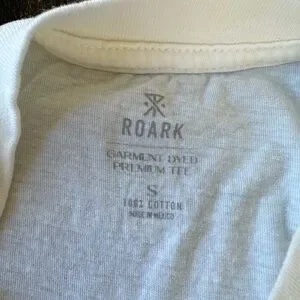 ROARK
GARMENT DYED
PREMIUM TEE
S
100% COTTON
MADE IN MEXICO